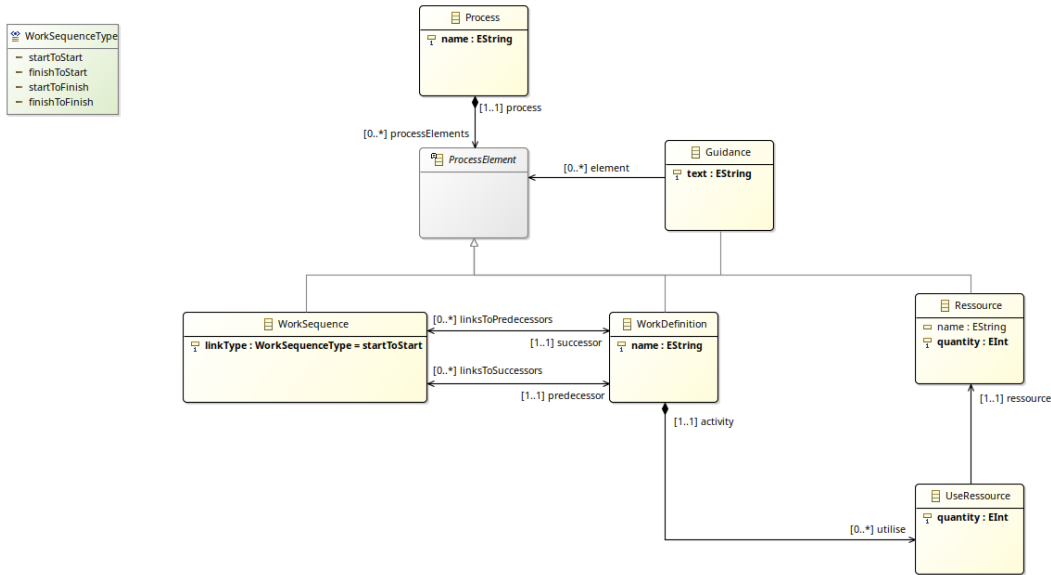 Process
name : EString
WorkSequenceType
startToStart
finishToStart
startToFinish
finishToFinish
[1..1] process
[0..*] processElements
ProcessElement
[0..*] element
Guidance
text : EString
WorkSequence
linkType : WorkSequenceType = startToStart
[0..*] linksToPredecessors
[1..1] successor
[0..*] linksToSuccessors
[1..1] predecessor
WorkDefinition
name : EString
Ressource
name : EString
quantity : EInt
[1..1] ressource
[1..1] activity
[0..*] utilise
UseRessource
quantity : EInt